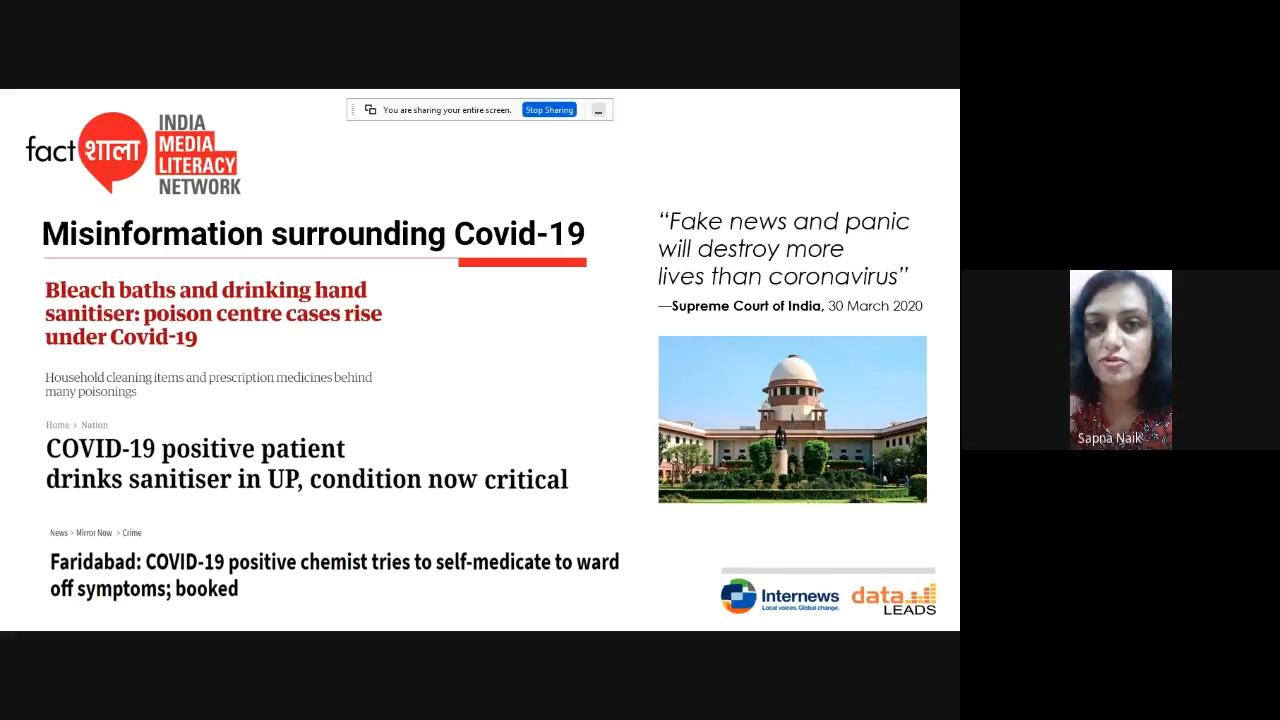 You are sharing your entire screen. Stop Sharing
fact शाला
INDIA
MEDIA
LITERACY
NETWORK
Misinformation surrounding Covid-19
Bleach baths and drinking hand
sanitiser: poison centre cases rise
under Covid-19
Household cleaning items and prescription medicines behind
many poisonings
Home › Nation
COVID-19 positive patient
drinks sanitiser in UP, condition now critical
News > Mirror Now > Crime
Faridabad: COVID-19 positive chemist tries to self-medicate to ward
off symptoms; booked
“Fake news and panic
will destroy more
lives than coronavirus”
—Supreme Court of India, 30 March 2020
Internews
Local voices. Global change.
data
LEADS
Sapna Naik